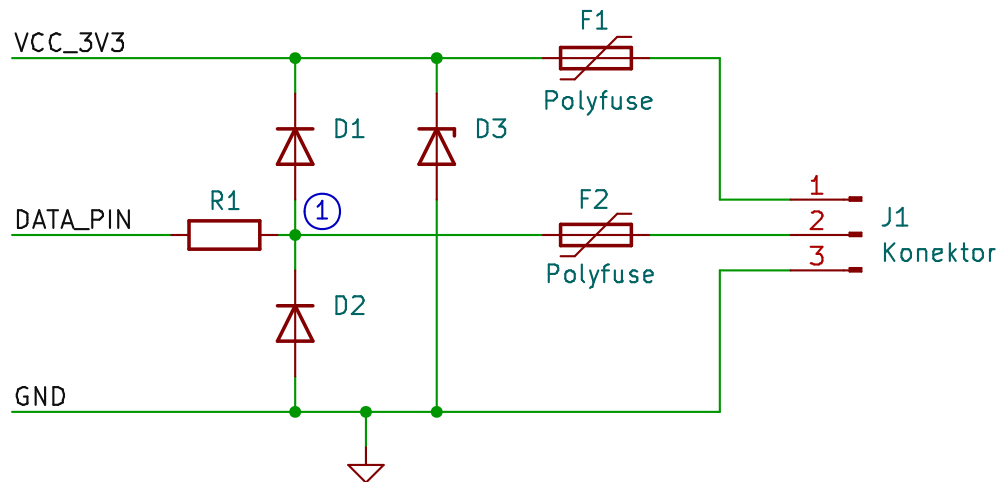 F1
VCC_3V3
Polyfuse
D1
D3
1
R1
1
F2
2
J1
DATA_PIN
3
Konektor
Polyfuse
D2
GND